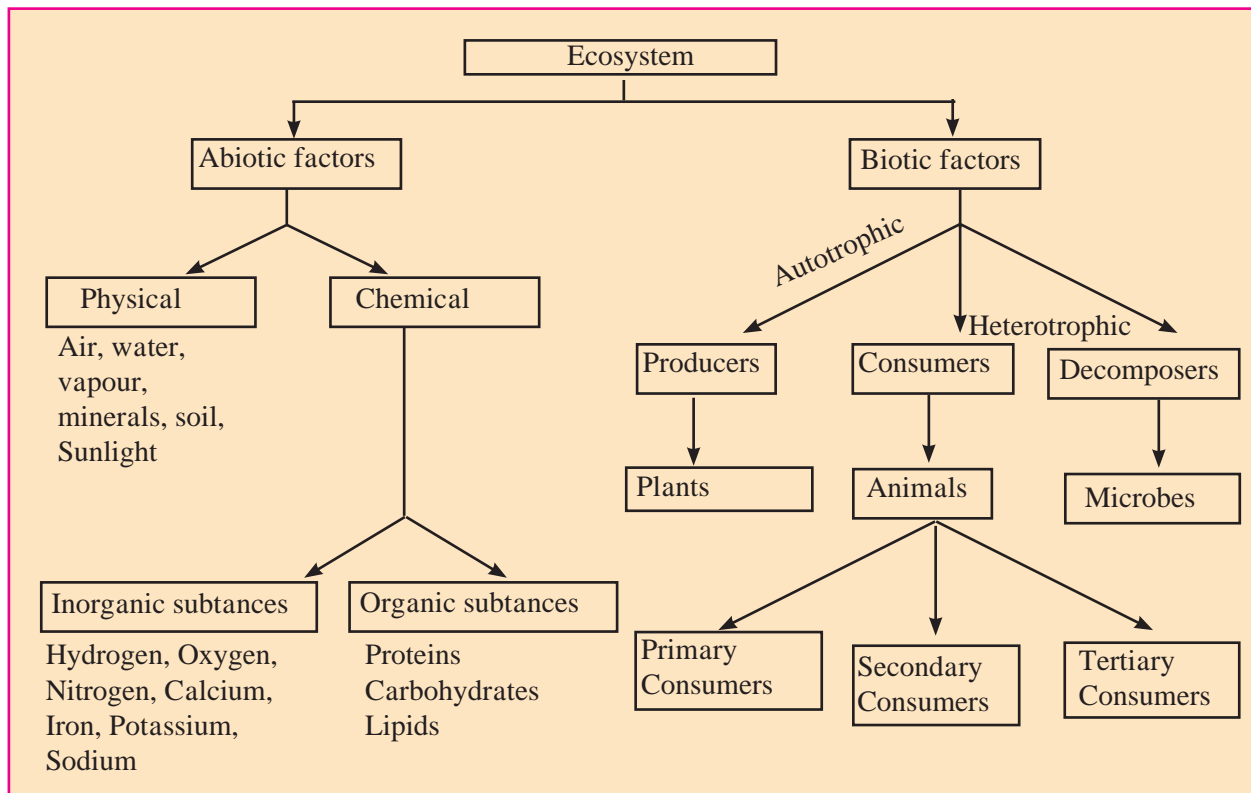 Ecosystem
Abiotic factors
Biotic factors
Autotrophic
Heterotrophic
Physical
Chemical
Air, water,
vapour,
minerals, soil,
Sunlight
Producers
Consumers
Decomposers
Plants
Animals
Microbes
Inorganic subtances
Organic subtances
Hydrogen, Oxygen,
Nitrogen, Calcium,
Iron, Potassium,
Sodium
Proteins
Carbohydrates
Lipids
Primary
Consumers
Secondary
Consumers
Tertiary
Consumers